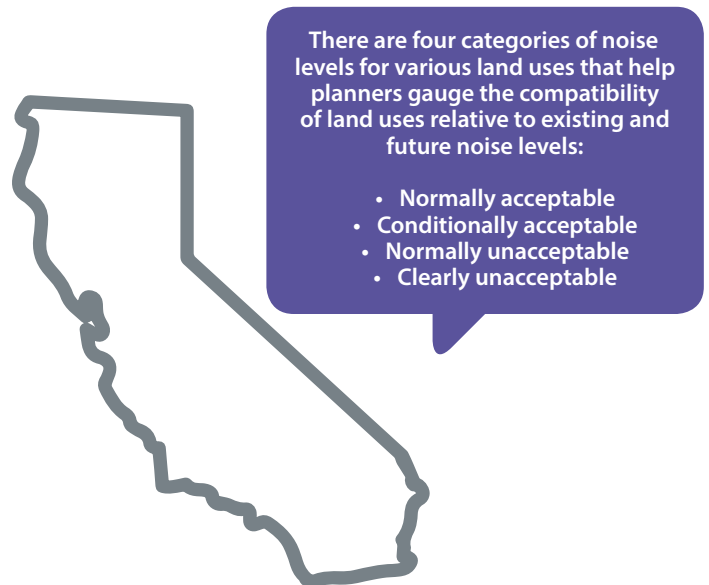 There are four categories of noise
levels for various land uses that help
planners gauge the compatibility
of land uses relative to existing and
future noise levels:
• Normally acceptable
• Conditionally acceptable
• Normally unacceptable
• Clearly unacceptable